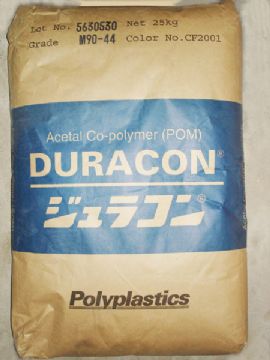 Lot No. 5630530 Net 25kg
Grade M90-44 Color No.CF2001
Acetal Co-polymer (POM)
DURACON®
ジュラコン®
Polyplastics